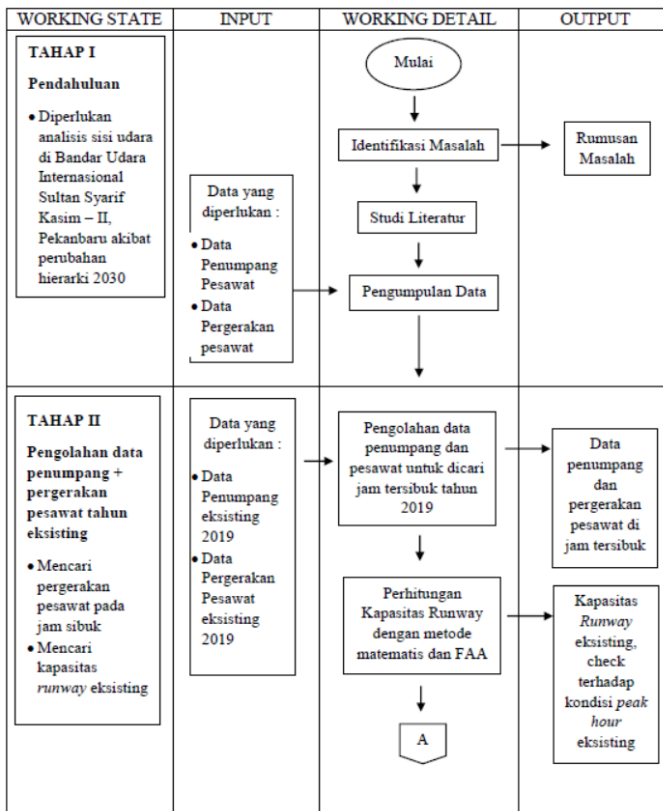 WORKING STATE
INPUT
WORKING DETAIL
OUTPUT
TAHAP I
Pendahuluan
• Diperlukan
analisis sisi udara
di Bandar Udara
Internasional
Sultan Syarif
Kasim – II,
Pekanbaru akibat
perubahan
hierarki 2030
Data yang
diperlukan :
• Data
Penumpang
Pesawat
• Data
Pergerakan
pesawat
Mulai
Identifikasi Masalah
Studi Literatur
Pengumpulan Data
Rumusan
Masalah
TAHAP II
Pengolahan data
penumpang +
pergerakan
pesawat tahun
eksisting
• Mencari
pergerakan
pesawat pada
jam sibuk
• Mencari
kapasitas
runway eksisting
Data yang
diperlukan :
• Data
Penumpang
eksisting
2019
• Data
Pergerakan
Pesawat
eksisting
2019
Pengolahan data
penumpang dan
pesawat untuk dicari
jam tersibuk tahun
2019
Perhitungan
Kapasitas Runway
dengan metode
matematis dan FAA
A
Data
penumpang
dan
pergerakan
pesawat di
jam tersibuk
Kapasitas
Runway
eksisting,
check
terhadap
kondisi peak
hour
eksisting